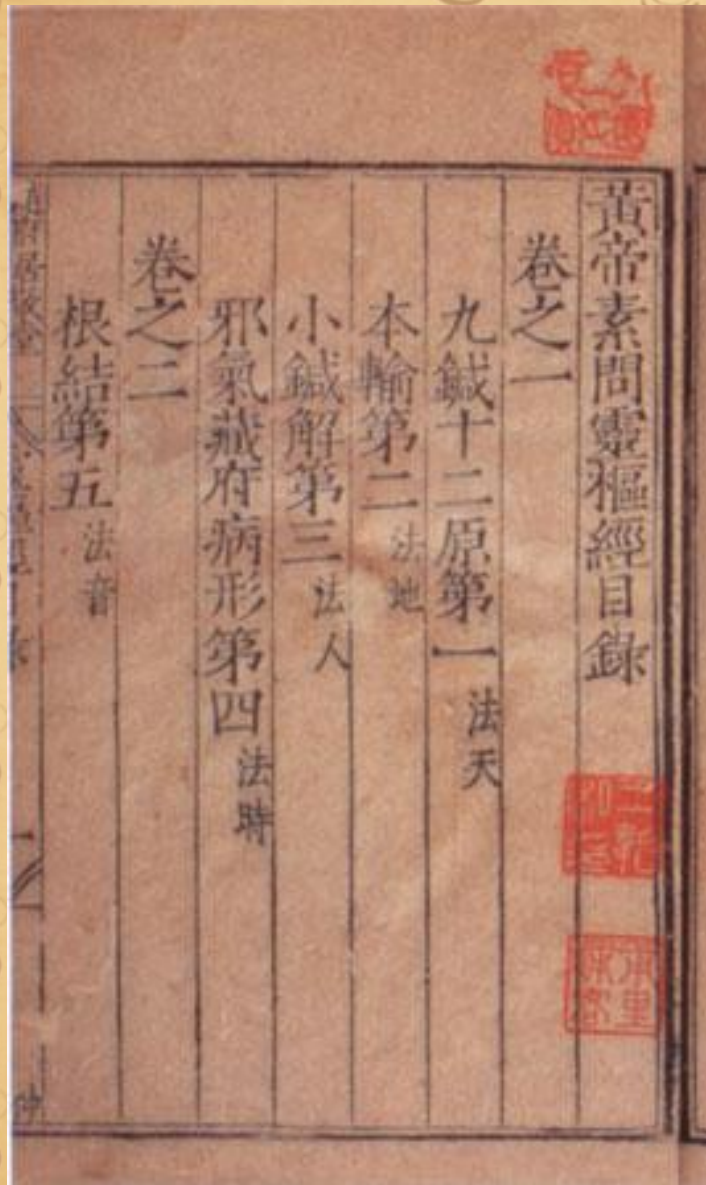 黃帝素問靈樞經目錄
卷之一
九鍼十二原第一 法天
本輸第二 法地
小鍼解第三 法人
邪氣藏府病形第四 法時
卷之二
根結第五 法音